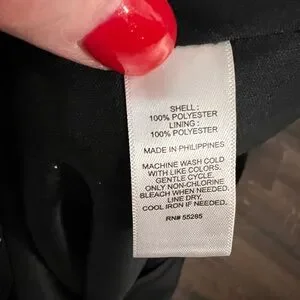 SHELL :
100% POLYESTER
LINING :
100% POLYESTER
MADE IN PHILIPPINES
MACHINE WASH COLD
WITH LIKE COLORS.
GENTLE CYCLE.
ONLY NON-CHLORINE
BLEACH WHEN NEEDED.
LINE DRY.
COOL IRON IF NEEDED.
RN# 55285